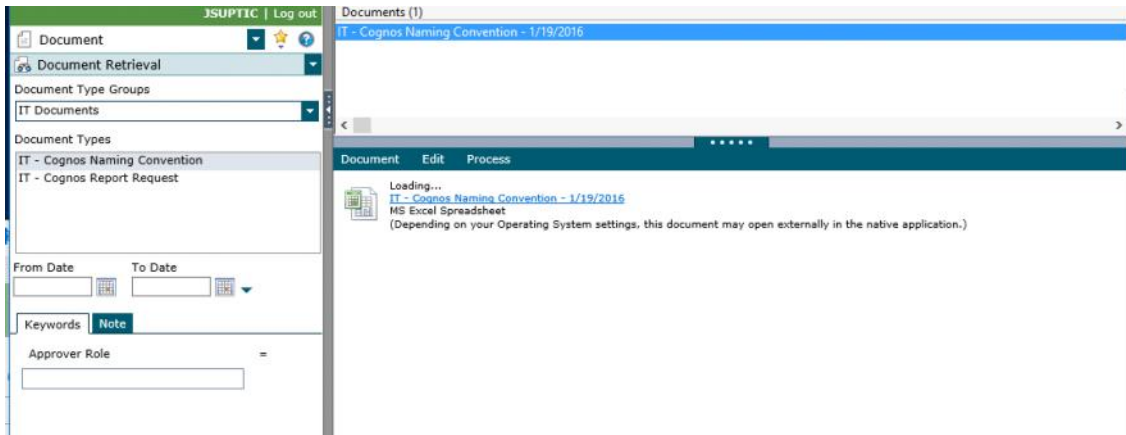 JSUPTIC | Log out
Document
Document Retrieval
Document Type Groups
IT Documents
Document Types
IT - Cognos Naming Convention
IT - Cognos Report Request
From Date To Date
Keywords Note
Approver Role =
Documents (1)
IT - Cognos Naming Convention - 1/19/2016
Document Edit Process
Loading...
IT - Cognos Naming Convention - 1/19/2016
MS Excel Spreadsheet
(Depending on your Operating System settings, this document may open externally in the native application.)